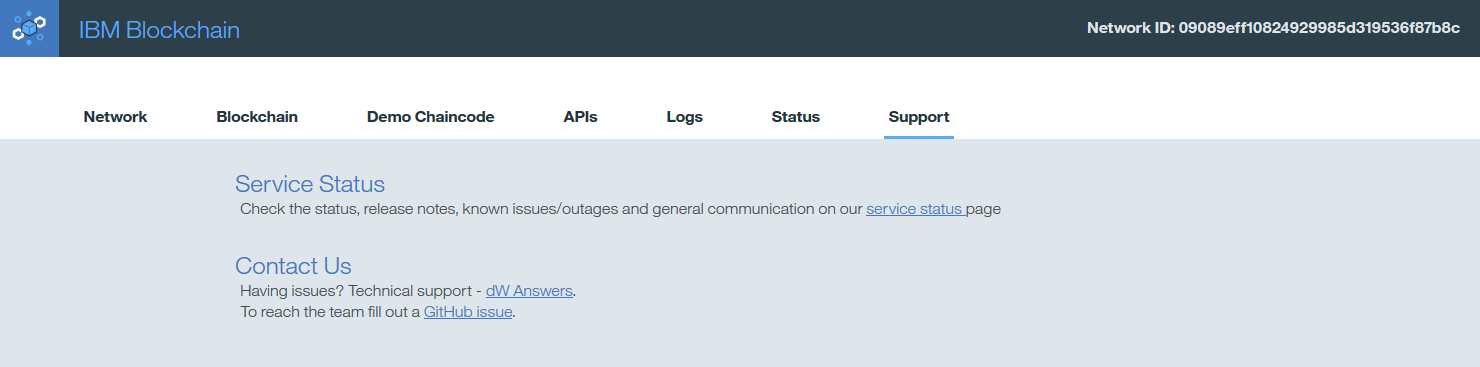 IBM Blockchain
Network ID: 09089eff10824929985d319536f87b8c
Network Blockchain Demo Chaincode APIs Logs Status Support
Service Status
Check the status, release notes, known issues/outages and general communication on our service status page
Contact Us
Having issues? Technical support - dW Answers.
To reach the team fill out a GitHub issue.